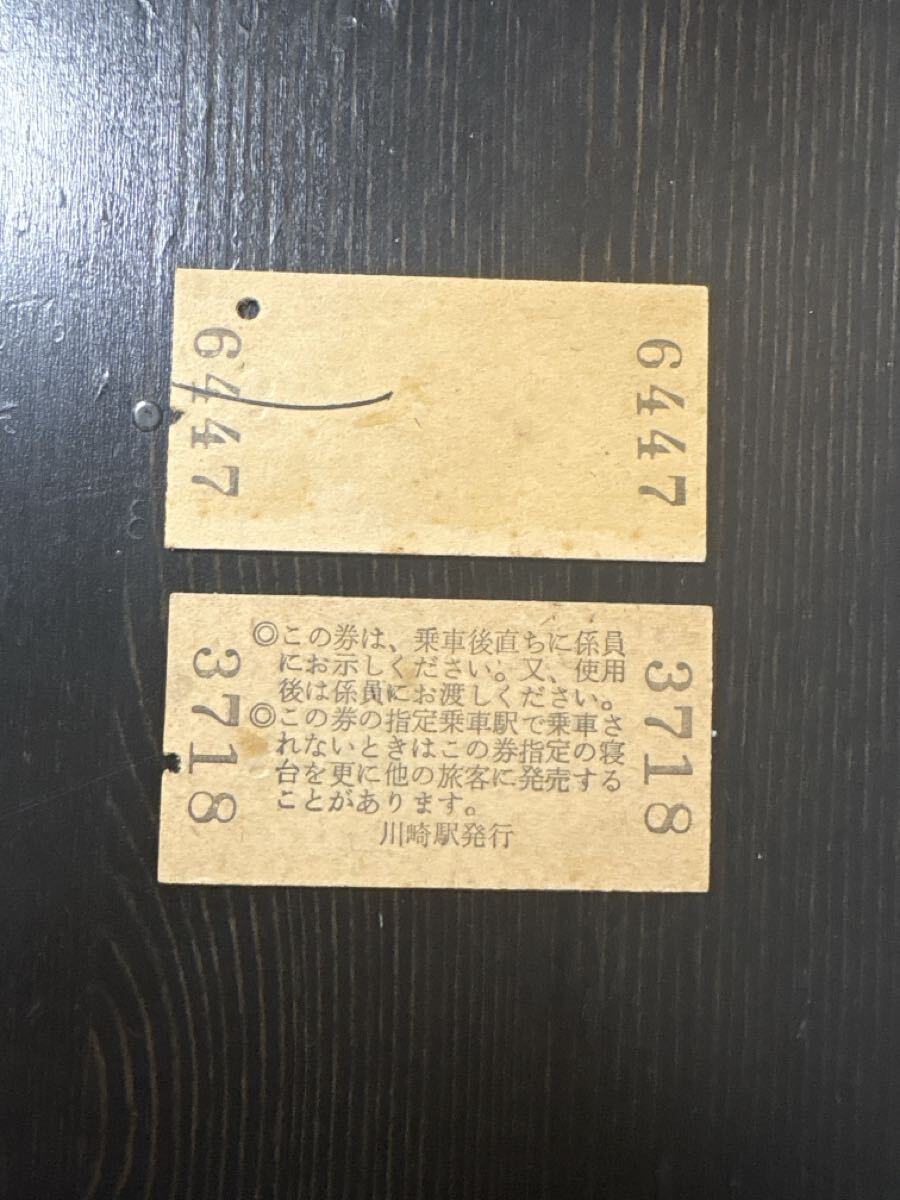 6447
6447
3718
◎この券は、乗車後直ちに係員
にお示しください。又、使用
後は係員にお渡しください。
◎この券の指定乗車駅で乗車さ
れないときはこの券指定の寝
台を更に他の旅客に発売する
ことがあります。
川崎駅発行
3718